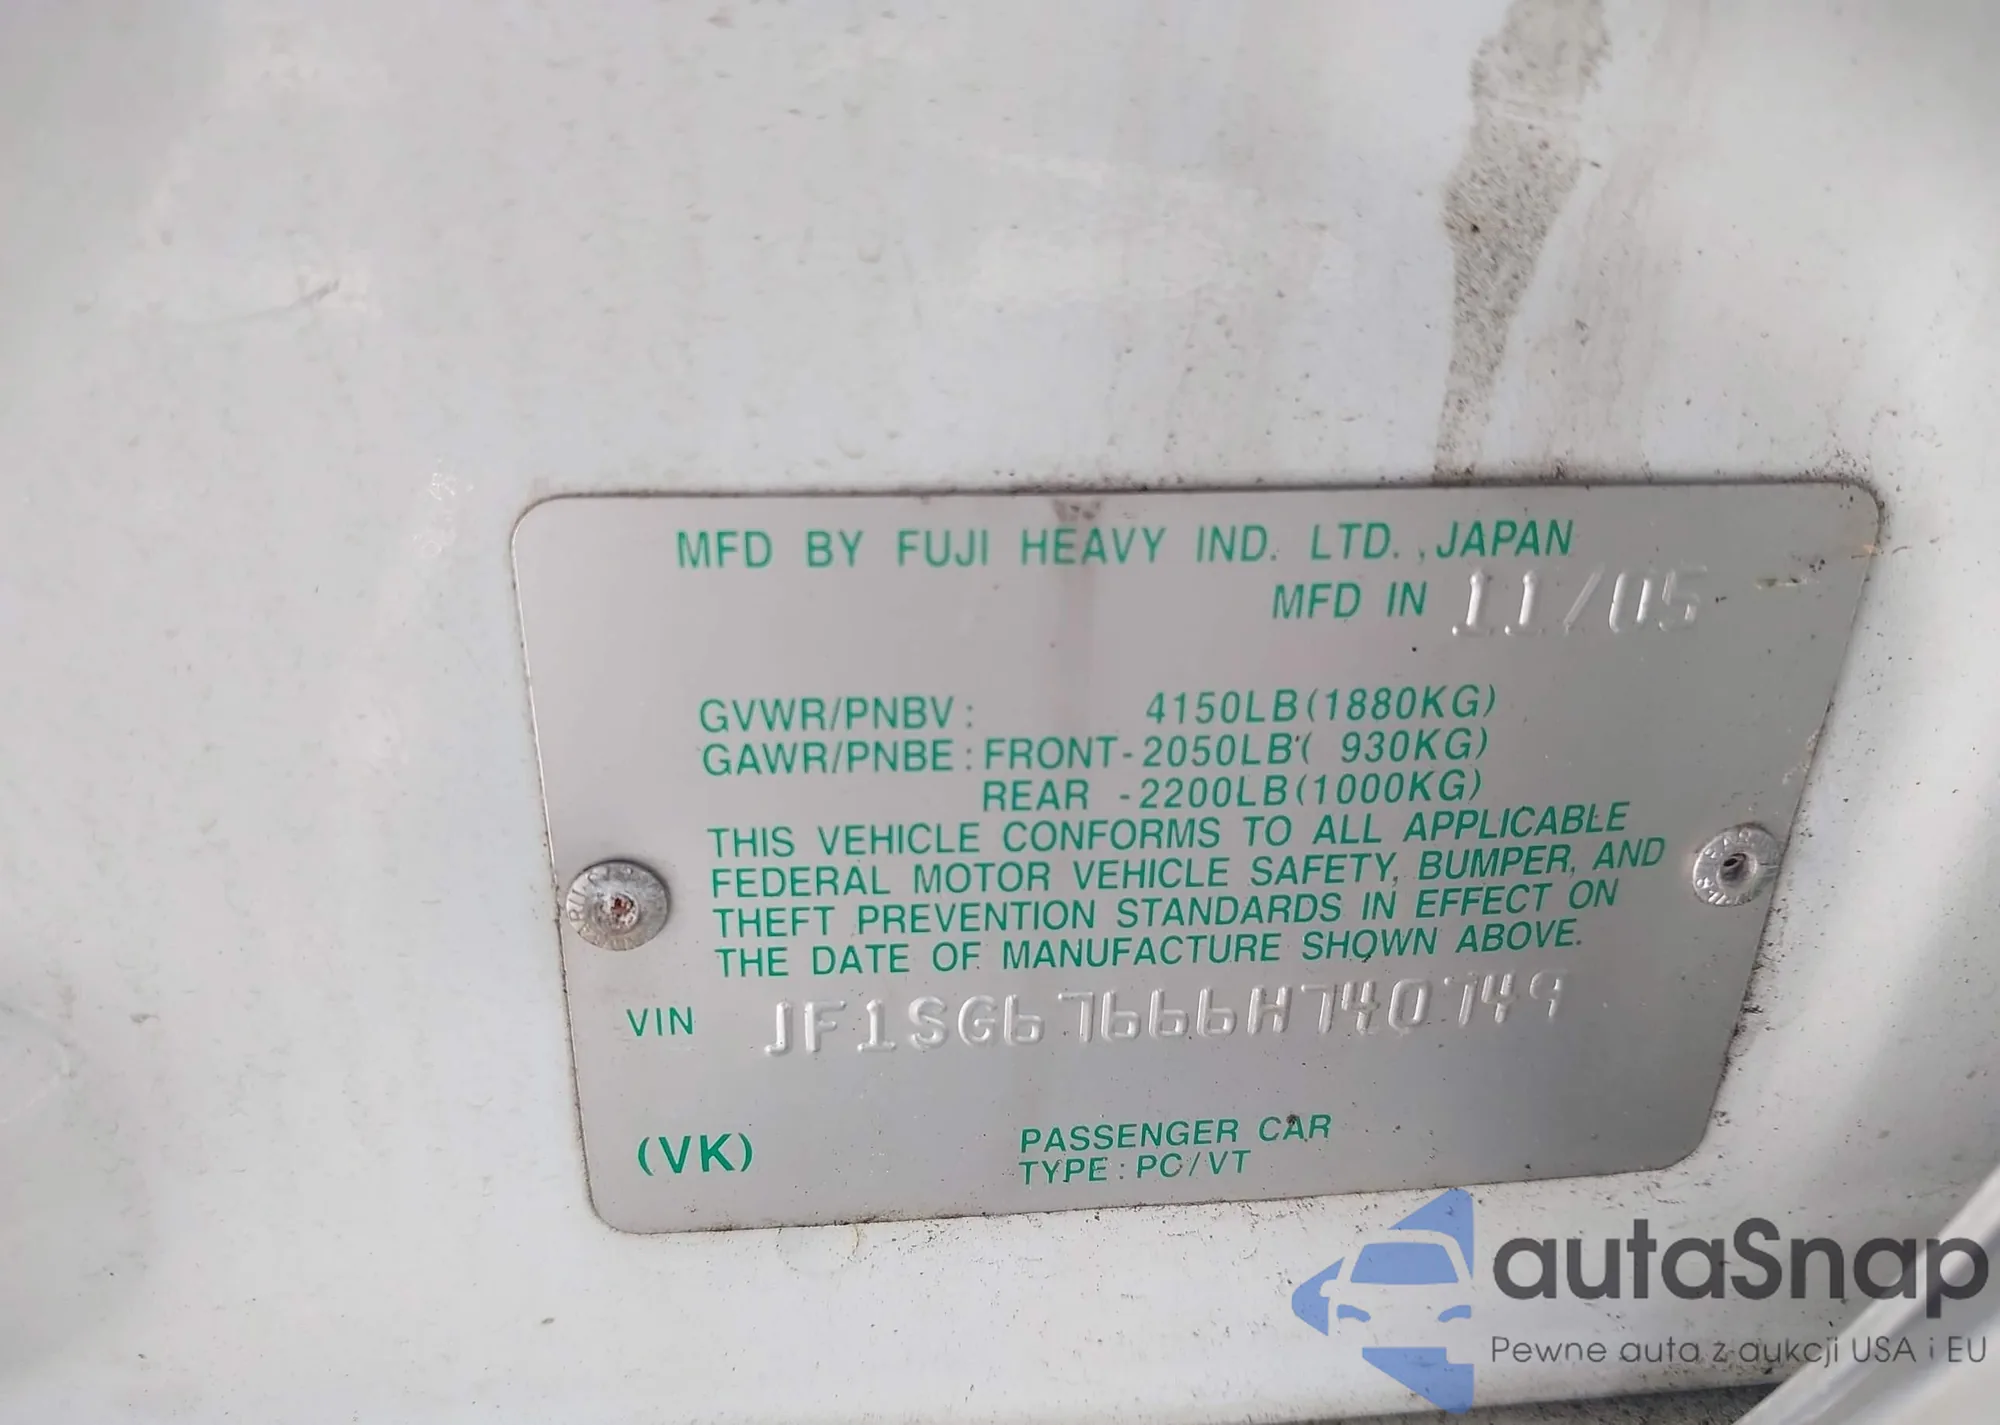 MFD BY FUJI HEAVY IND. LTD., JAPAN
MFD IN 11/05
GVWR/PNBV: 4150LB(1880KG)
GAWR/PNBE: FRONT-2050LB( 930KG)
REAR -2200LB(1000KG)
THIS VEHICLE CONFORMS TO ALL APPLICABLE
FEDERAL MOTOR VEHICLE SAFETY, BUMPER, AND
THEFT PREVENTION STANDARDS IN EFFECT ON
THE DATE OF MANUFACTURE SHOWN ABOVE.
VIN JF1SG67666H740749
(VK) PASSENGER CAR
TYPE: PC/VT
autaSnap
Pewne auta z aukcji USA i EU